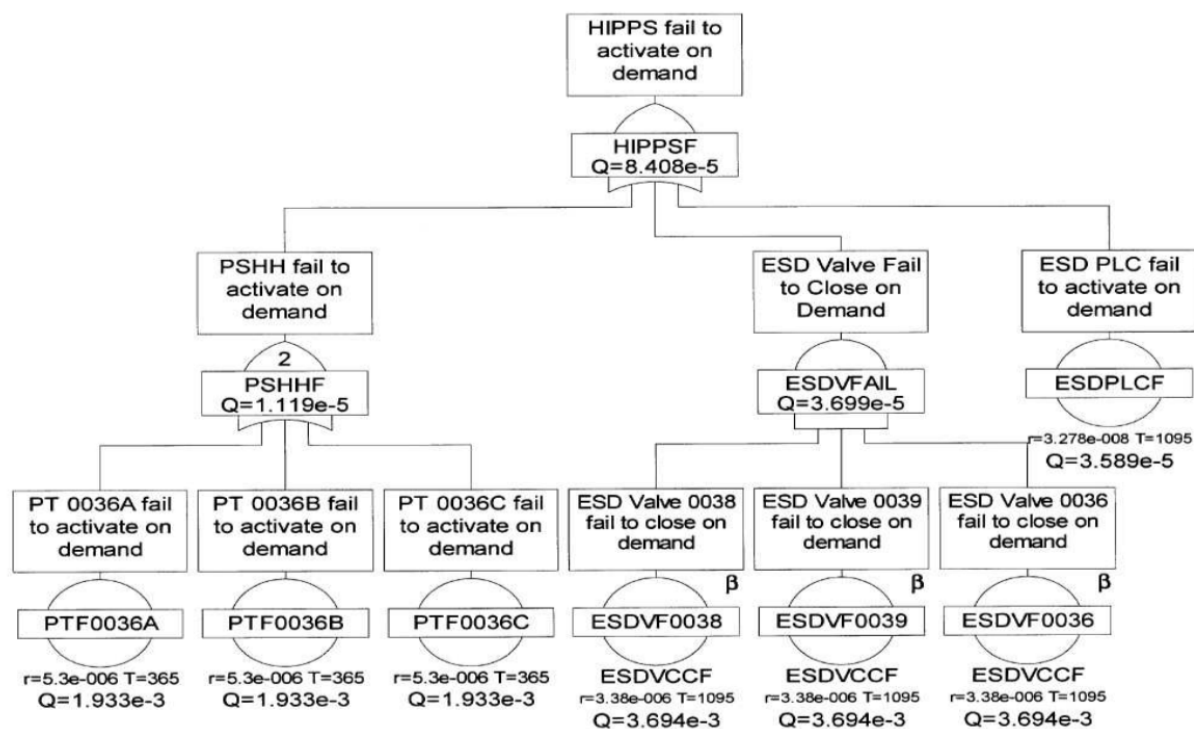 HIPPS fail to
activate on
demand
HIPPSF
Q=8.408e-5
PSHH fail to
activate on
demand
2
PSHHF
Q=1.119e-5
ESD Valve Fail
to Close on
Demand
ESDVFAIL
Q=3.699e-5
ESD PLC fail
to activate on
demand
ESDPLCF
r=3.278e-008 T=1095
Q=3.589e-5
PT 0036A fail
to activate on
demand
PTF0036A
r=5.3e-006 T=365
Q=1.933e-3
PT 0036B fail
to activate on
demand
PTF0036B
r=5.3e-006 T=365
Q=1.933e-3
PT 0036C fail
to activate on
demand
PTF0036C
r=5.3e-006 T=365
Q=1.933e-3
ESD Valve 0038
fail to close on
demand
β
ESDVF0038
ESDVCCF
r=3.38e-006 T=1095
Q=3.694e-3
ESD Valve 0039
fail to close on
demand
β
ESDVF0039
ESDVCCF
r=3.38e-006 T=1095
Q=3.694e-3
ESD Valve 0036
fail to close on
demand
β
ESDVF0036
ESDVCCF
r=3.38e-006 T=1095
Q=3.694e-3